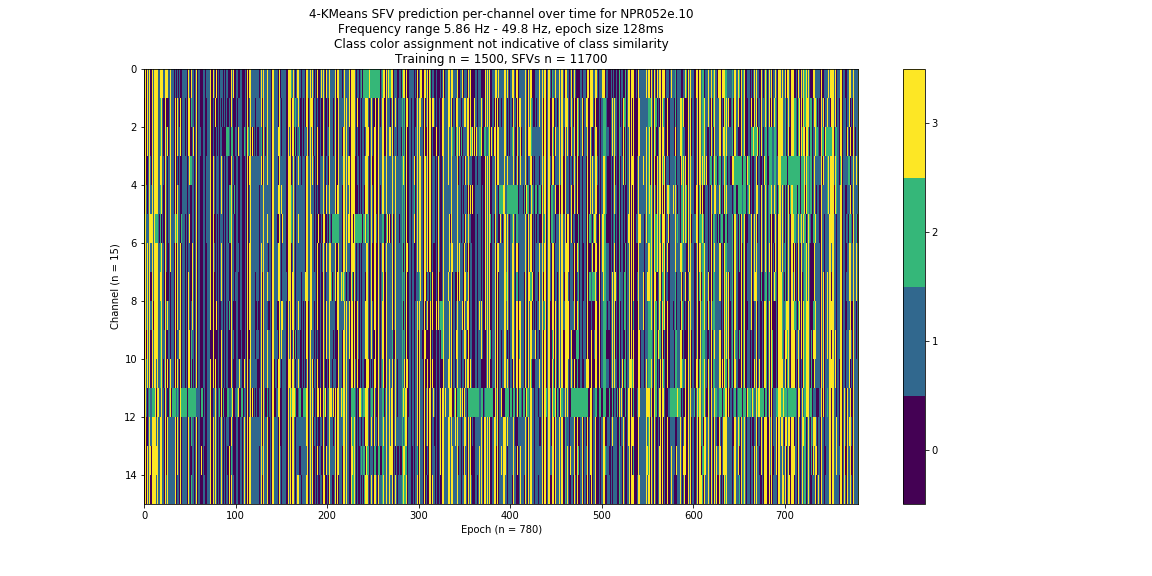 4-KMeans SFV prediction per-channel over time for NPR052e.10
Frequency range 5.86 Hz - 49.8 Hz, epoch size 128ms
Class color assignment not indicative of class similarity
Training n = 1500, SFVs n = 11700
0
2
4
6
8
10
12
14
Channel (n = 15)
0 100 200 300 400 500 600 700
Epoch (n = 780)
3
2
1
0